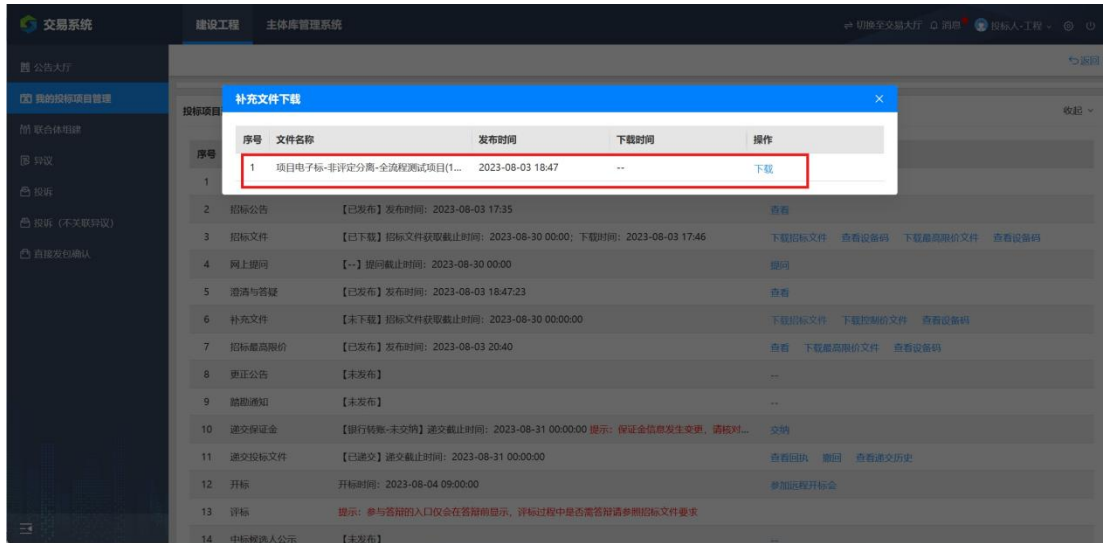 交易系统 建设工程 主体库管理系统 切换至交易大厅 消息 投标人-工程
公告大厅
返回
我的投标项目管理
联合体组建
异议
投诉
投诉（不关联异议）
直接发包确认
补充文件下载 ×
序号 文件名称 发布时间 下载时间 操作
1 项目电子标-非评定分离-全流程测试项目(1... 2023-08-03 18:47 -- 下载
投标项目 收起
序号
1
2 招标公告 【已发布】发布时间：2023-08-03 17:35 查看
3 招标文件 【已下载】招标文件获取截止时间：2023-08-30 00:00；下载时间：2023-08-03 17:46 下载招标文件 查看设备码 下载最高限价文件 查看设备码
4 网上提问 【--】提问截止时间：2023-08-30 00:00 提问
5 澄清与答疑 【已发布】发布时间：2023-08-03 18:47:23 查看
6 补充文件 【未下载】招标文件获取截止时间：2023-08-30 00:00:00 下载招标文件 下载控制价文件 查看设备码
7 招标最高限价 【已发布】发布时间：2023-08-03 20:40 查看 下载最高限价文件 查看设备码
8 更正公告 【未发布】 --
9 踏勘通知 【未发布】 --
10 递交保证金 【银行转账-未交纳】递交截止时间：2023-08-31 00:00:00 提示：保证金信息发生变更，请核对... 交纳
11 递交投标文件 【已递交】递交截止时间：2023-08-31 00:00:00 查看回执 撤回 查看递交历史
12 开标 开标时间：2023-08-04 09:00:00 参加远程开标会
13 评标 提示：参与答辩的入口仅会在答辩前显示，评标过程中是否需答辩请参照招标文件要求
14 中标候选人公示 【未发布】 --